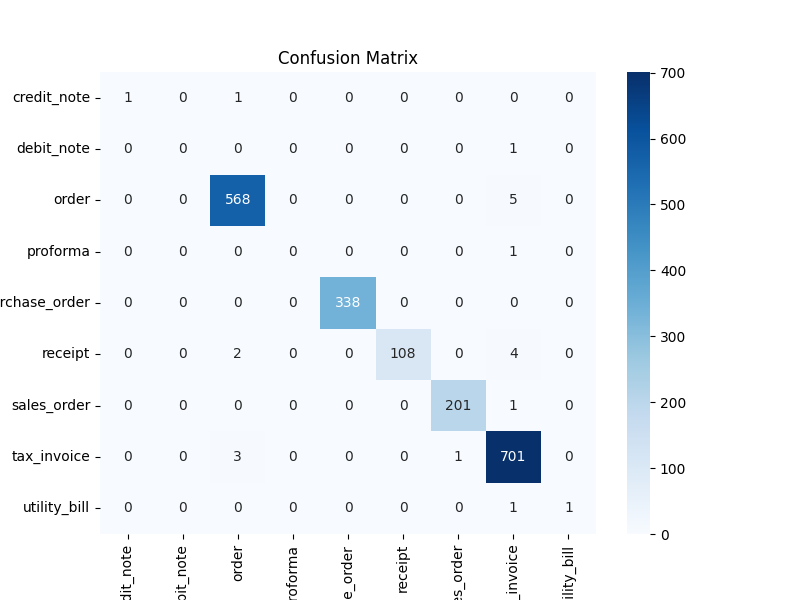 Confusion Matrix
credit_note 1 0 1 0 0 0 0 0 0
debit_note 0 0 0 0 0 0 0 1 0
order 0 0 568 0 0 0 0 5 0
proforma 0 0 0 0 0 0 0 1 0
rchase_order 0 0 0 0 338 0 0 0 0
receipt 0 0 2 0 0 108 0 4 0
sales_order 0 0 0 0 0 0 201 1 0
tax_invoice 0 0 3 0 0 0 1 701 0
utility_bill 0 0 0 0 0 0 0 1 1
dit_note
bit_note
order
roforma
e_order
receipt
es_order
_invoice
ility_bill
700
600
500
400
300
200
100
0